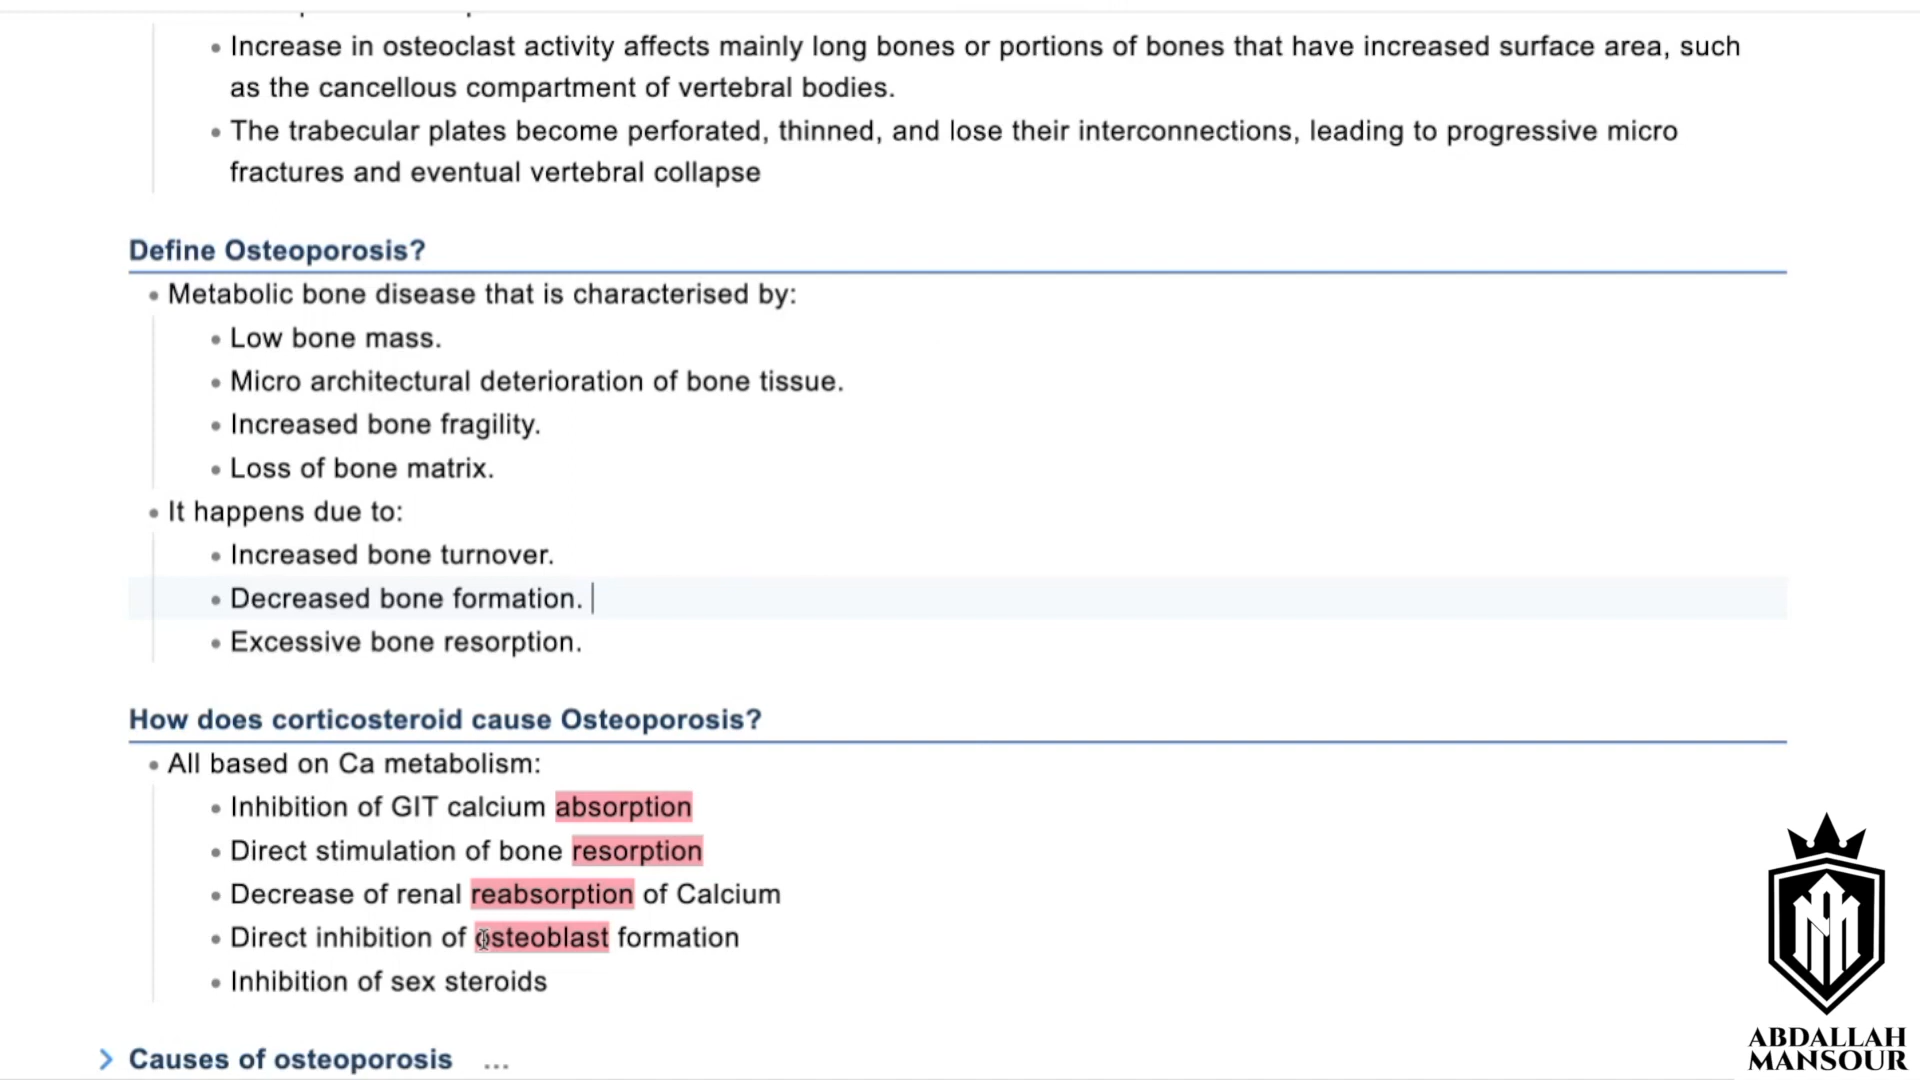 Increase in osteoclast activity affects mainly long bones or portions of bones that have increased surface area, such
as the cancellous compartment of vertebral bodies.
The trabecular plates become perforated, thinned, and lose their interconnections, leading to progressive micro
fractures and eventual vertebral collapse
Define Osteoporosis?
Metabolic bone disease that is characterised by:
Low bone mass.
Micro architectural deterioration of bone tissue.
Increased bone fragility.
Loss of bone matrix.
It happens due to:
Increased bone turnover.
Decreased bone formation.
Excessive bone resorption.
How does corticosteroid cause Osteoporosis?
All based on Ca metabolism:
Inhibition of GIT calcium absorption
Direct stimulation of bone resorption
Decrease of renal reabsorption of Calcium
Direct inhibition of osteoblast formation
Inhibition of sex steroids
Causes of osteoporosis ...
ABDALLAH
MANSOUR